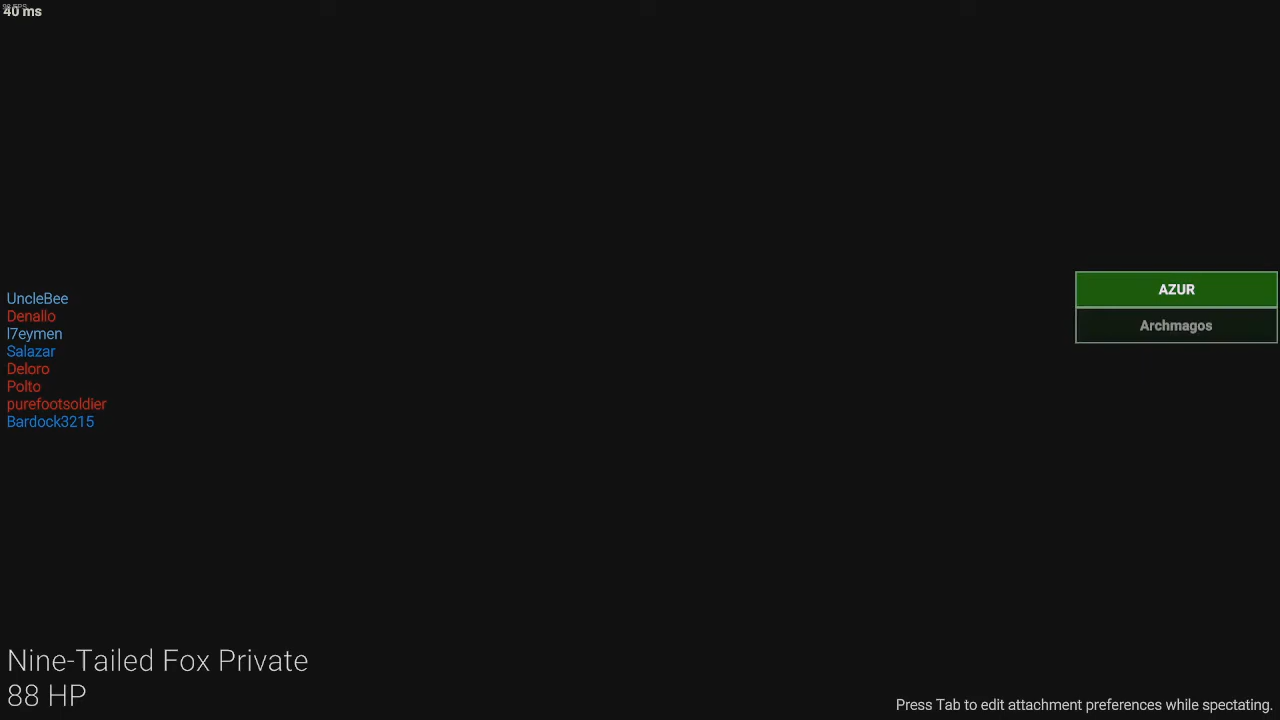 40 ms
AZUR
Archmagos
UncleBee
Denallo
l7eymen
Salazar
Deloro
Polto
purefootsoldier
Bardock3215
Nine-Tailed Fox Private
88 HP
Press Tab to edit attachment preferences while spectating.